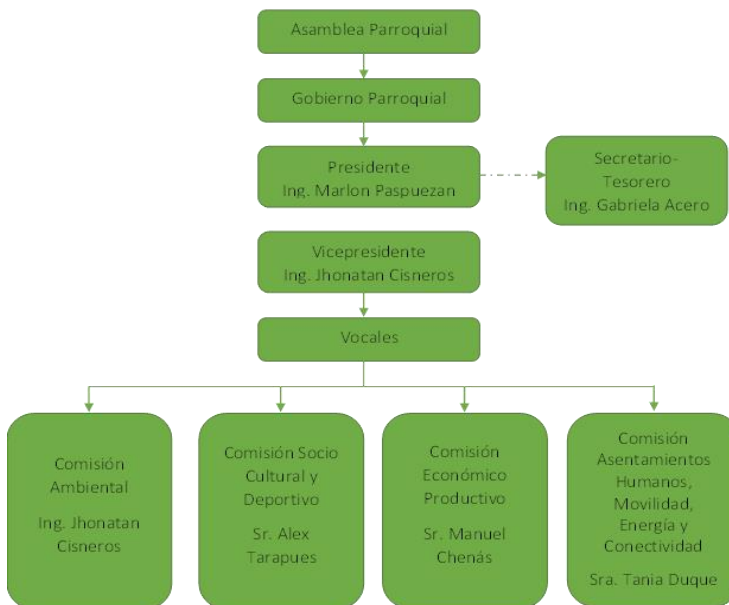 Asamblea Parroquial
Gobierno Parroquial
Presidente
Ing. Marlon Paspuezan
Secretario-
Tesorero
Ing. Gabriela Acero
Vicepresidente
Ing. Jhonatan Cisneros
Vocales
Comisión
Ambiental
Ing. Jhonatan
Cisneros
Comisión Socio
Cultural y
Deportivo
Sr. Alex
Tarapues
Comisión
Económico
Productivo
Sr. Manuel
Chenás
Comisión
Asentamientos
Humanos,
Movilidad,
Energía y
Conectividad
Sra. Tania Duque